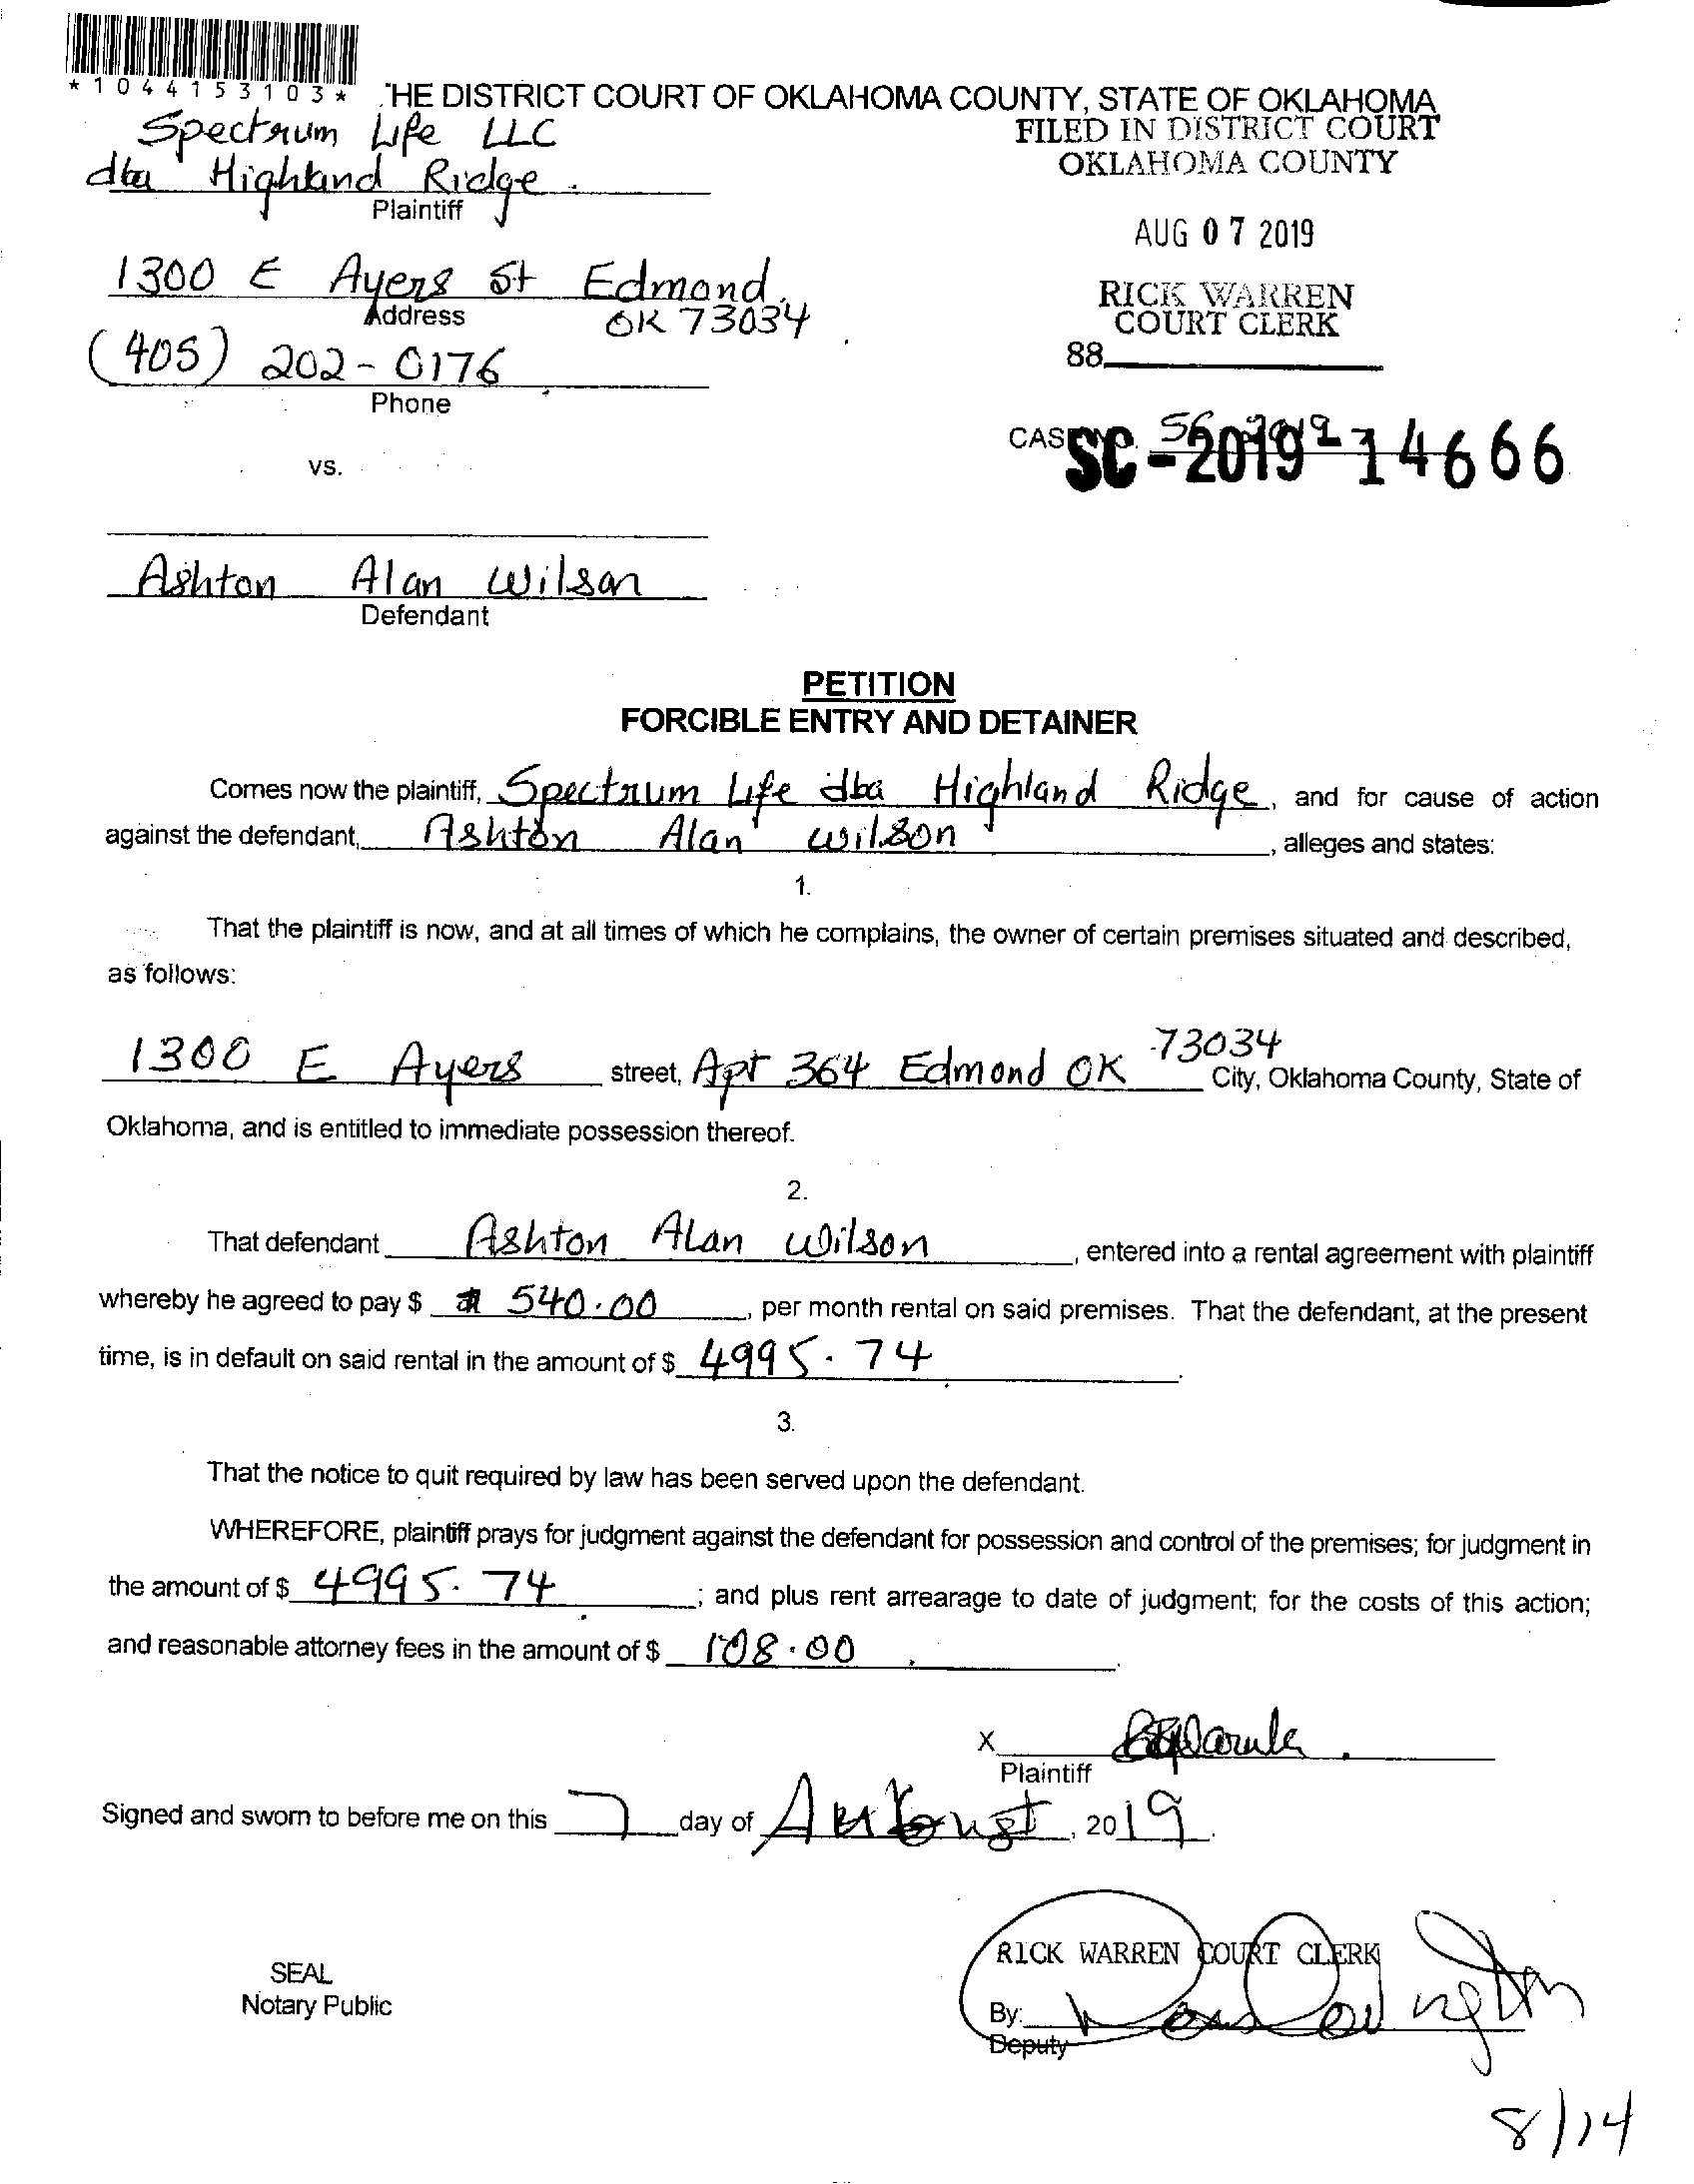 *1044153103*
THE DISTRICT COURT OF OKLAHOMA COUNTY, STATE OF OKLAHOMA
Spectrum Life LLC
dba Highland Ridge
Plaintiff
FILED IN DISTRICT COURT
OKLAHOMA COUNTY
AUG 07 2019
RICK WARREN
COURT CLERK
88
1300 E Ayers St Edmond,
Address
OK 73034
(405) 202-0176
Phone
CASE NO. SC-2019-14666
vs.
Ashton Alan Wilson
Defendant
PETITION
FORCIBLE ENTRY AND DETAINER
Comes now the plaintiff, Spectrum Life dba Highland Ridge, and for cause of action
against the defendant, Ashton Alan Wilson, alleges and states:
1.
That the plaintiff is now, and at all times of which he complains, the owner of certain premises situated and described,
as follows:
1300 E Ayers street, Apt 364 Edmond OK 73034 City, Oklahoma County, State of
Oklahoma, and is entitled to immediate possession thereof.
2.
That defendant Ashton Alan Wilson, entered into a rental agreement with plaintiff
whereby he agreed to pay $ 540.00, per month rental on said premises. That the defendant, at the present
time, is in default on said rental in the amount of $ 4995.74.
3.
That the notice to quit required by law has been served upon the defendant.
WHEREFORE, plaintiff prays for judgment against the defendant for possession and control of the premises; for judgment in
the amount of $ 4995.74; and plus rent arrearage to date of judgment; for the costs of this action;
and reasonable attorney fees in the amount of $ 108.00.
X
Plaintiff
Signed and sworn to before me on this 7 day of August, 2019.
SEAL
Notary Public
RICK WARREN COURT CLERK
By:
Deputy
8/14